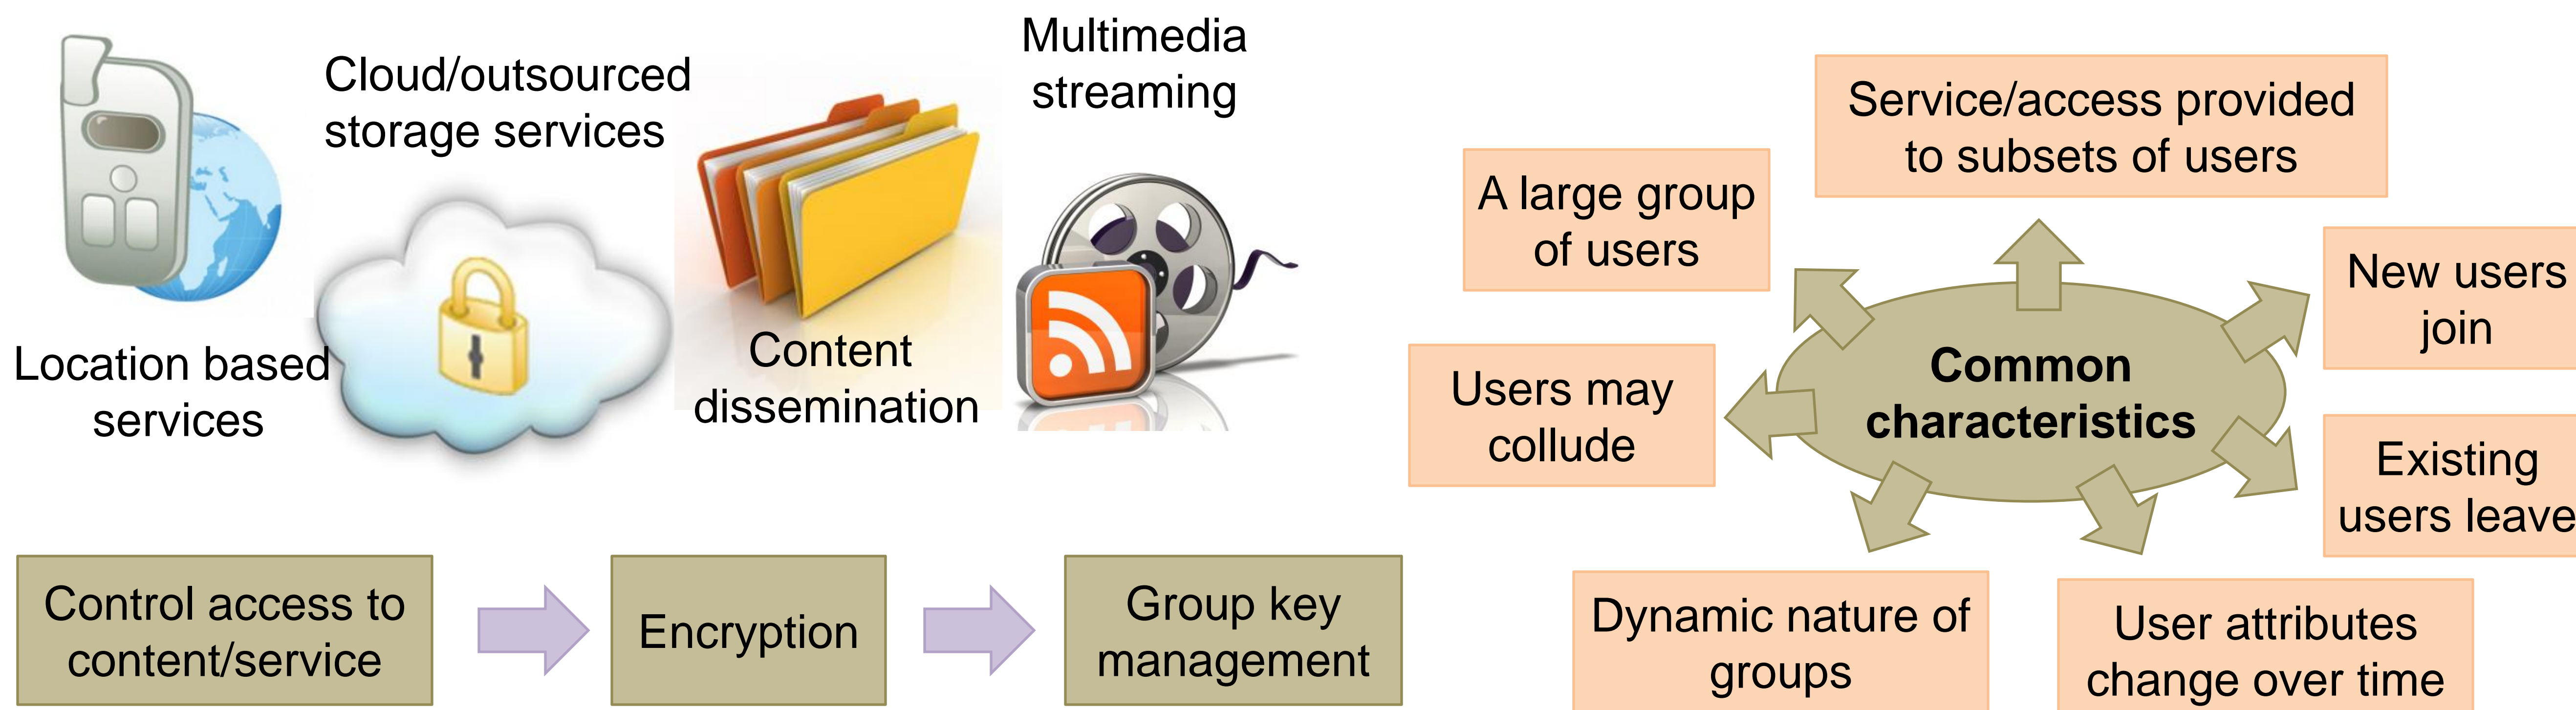 Location based
services
Cloud/outsourced
storage services
Content
dissemination
Multimedia
streaming
Control access to
content/service
Encryption
Group key
management
Common
characteristics
Service/access provided
to subsets of users
New users
join
Existing
users leave
User attributes
change over time
Dynamic nature of
groups
Users may
collude
A large group
of users